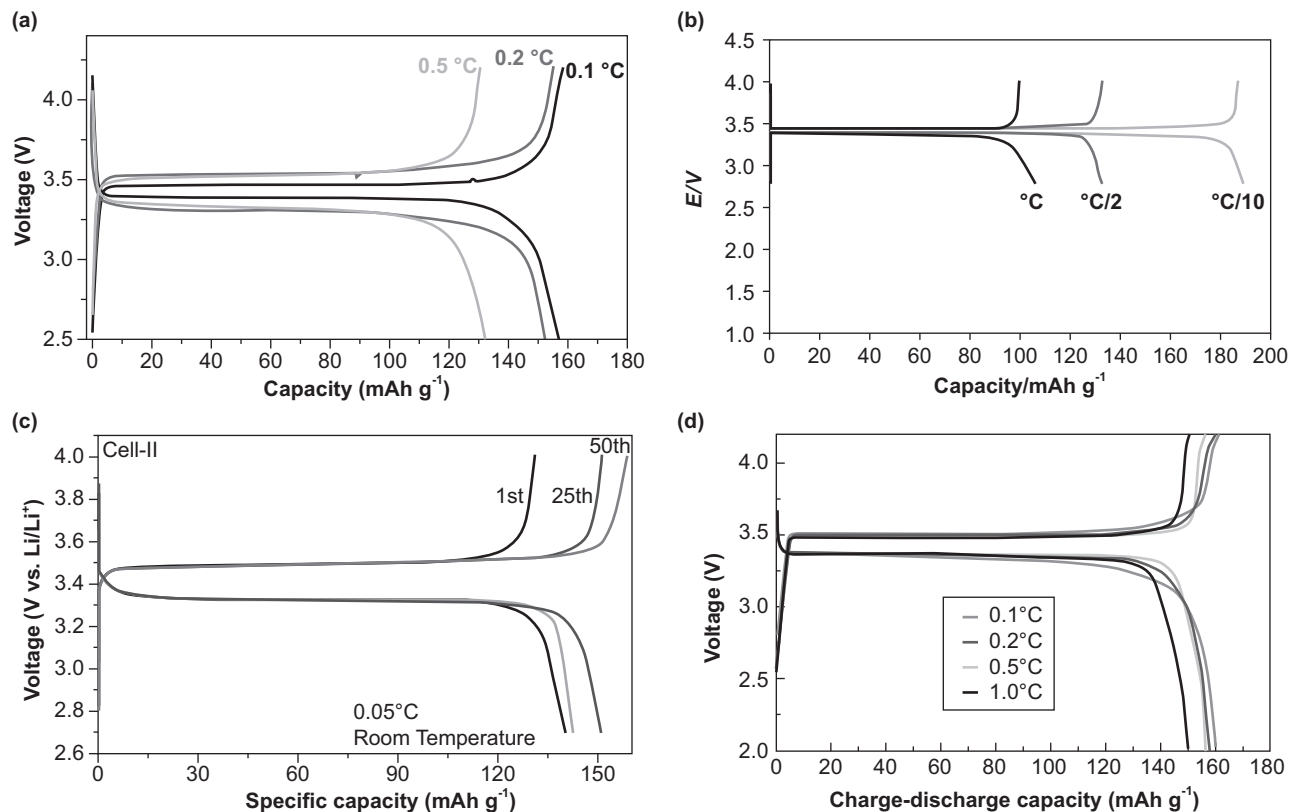 (a)
0.5 °C
0.2 °C
0.1 °C
4.0
3.5
3.0
2.5
Voltage (V)
0 20 40 60 80 100 120 140 160 180
Capacity (mAh g-1)
(b)
4.5
4.0
3.5
3.0
2.5
2.0
1.5
1.0
E/V
°C
°C/2
°C/10
0 20 40 60 80 100 120 140 160 180 200
Capacity/mAh g-1
(c)
Cell-II
50th
1st
25th
4.0
3.8
3.6
3.4
3.2
3.0
2.8
2.6
Voltage (V vs. Li/Li+)
0.05°C
Room Temperature
0 30 60 90 120 150
Specific capacity (mAh g-1)
(d)
4.0
3.5
3.0
2.5
2.0
Voltage (V)
0.1°C
0.2°C
0.5°C
1.0°C
0 20 40 60 80 100 120 140 160 180
Charge-discharge capacity (mAh g-1)